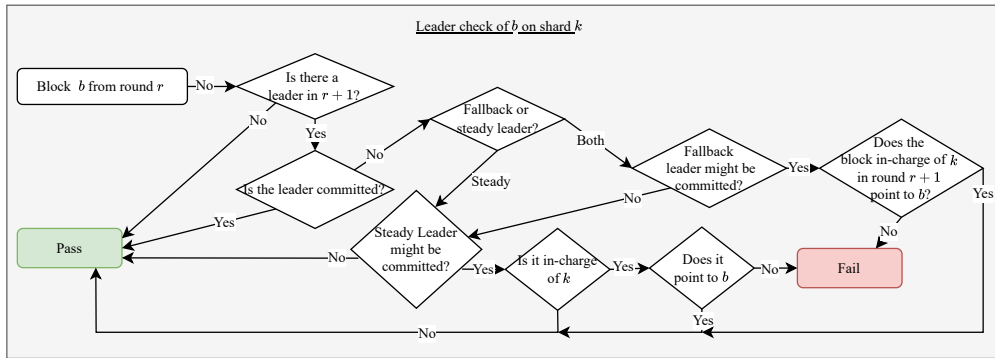 Leader check of b on shard k
Block b from round r
No
Is there a
leader in r + 1?
No
Yes
Is the leader committed?
No
Yes
Fallback or
steady leader?
Both
Steady
Fallback
leader might be
committed?
Yes
No
Does the
block in-charge of k
in round r + 1
point to b?
Yes
No
Pass
No
Steady Leader
might be
committed?
Yes
Is it in-charge
of k
Yes
Does it
point to b
No
Fail
Yes
No